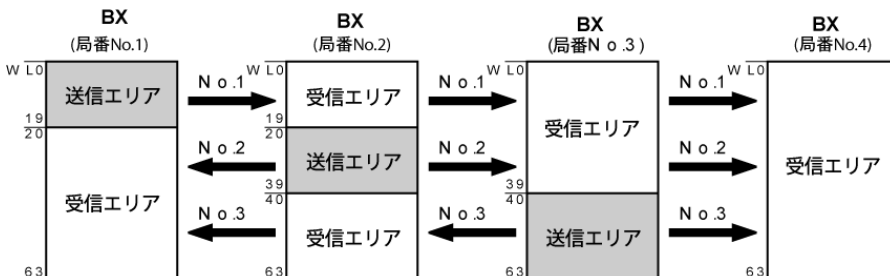 BX
(局番No.1)
BX
(局番No.2)
BX
(局番No.3)
BX
(局番No.4)
WL0
送信エリア
19
20
受信エリア
63
No.1
No.2
No.3
WL0
受信エリア
19
20
送信エリア
39
40
受信エリア
63
No.1
No.2
No.3
WL0
受信エリア
39
40
送信エリア
63
No.1
No.2
No.3
WL0
受信エリア
63